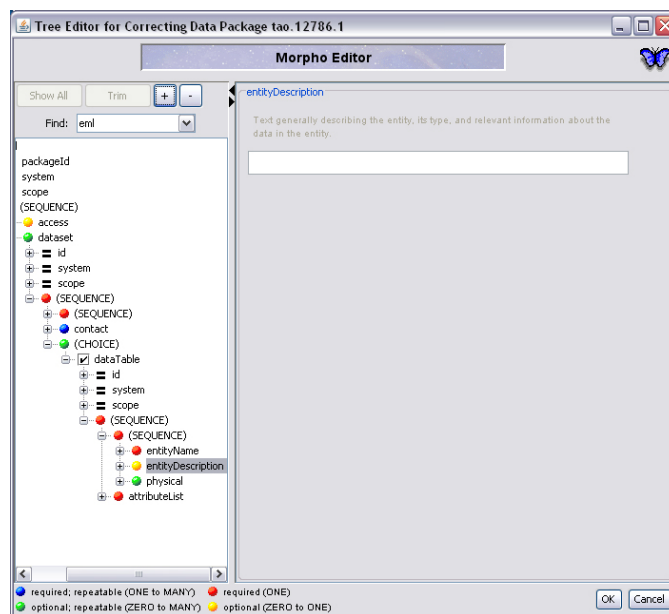 Tree Editor for Correcting Data Package tao.12786.1
Morpho Editor
Show All Trim + -
Find: eml
packageId
system
scope
(SEQUENCE)
access
dataset
id
system
scope
(SEQUENCE)
(SEQUENCE)
contact
(CHOICE)
dataTable
id
system
scope
(SEQUENCE)
(SEQUENCE)
entityName
entityDescription
physical
attributeList
entityDescription
Text generally describing the entity, its type, and relevant information about the
data in the entity.
required; repeatable (ONE to MANY) required (ONE)
optional; repeatable (ZERO to MANY) optional (ZERO to ONE)
OK Cancel